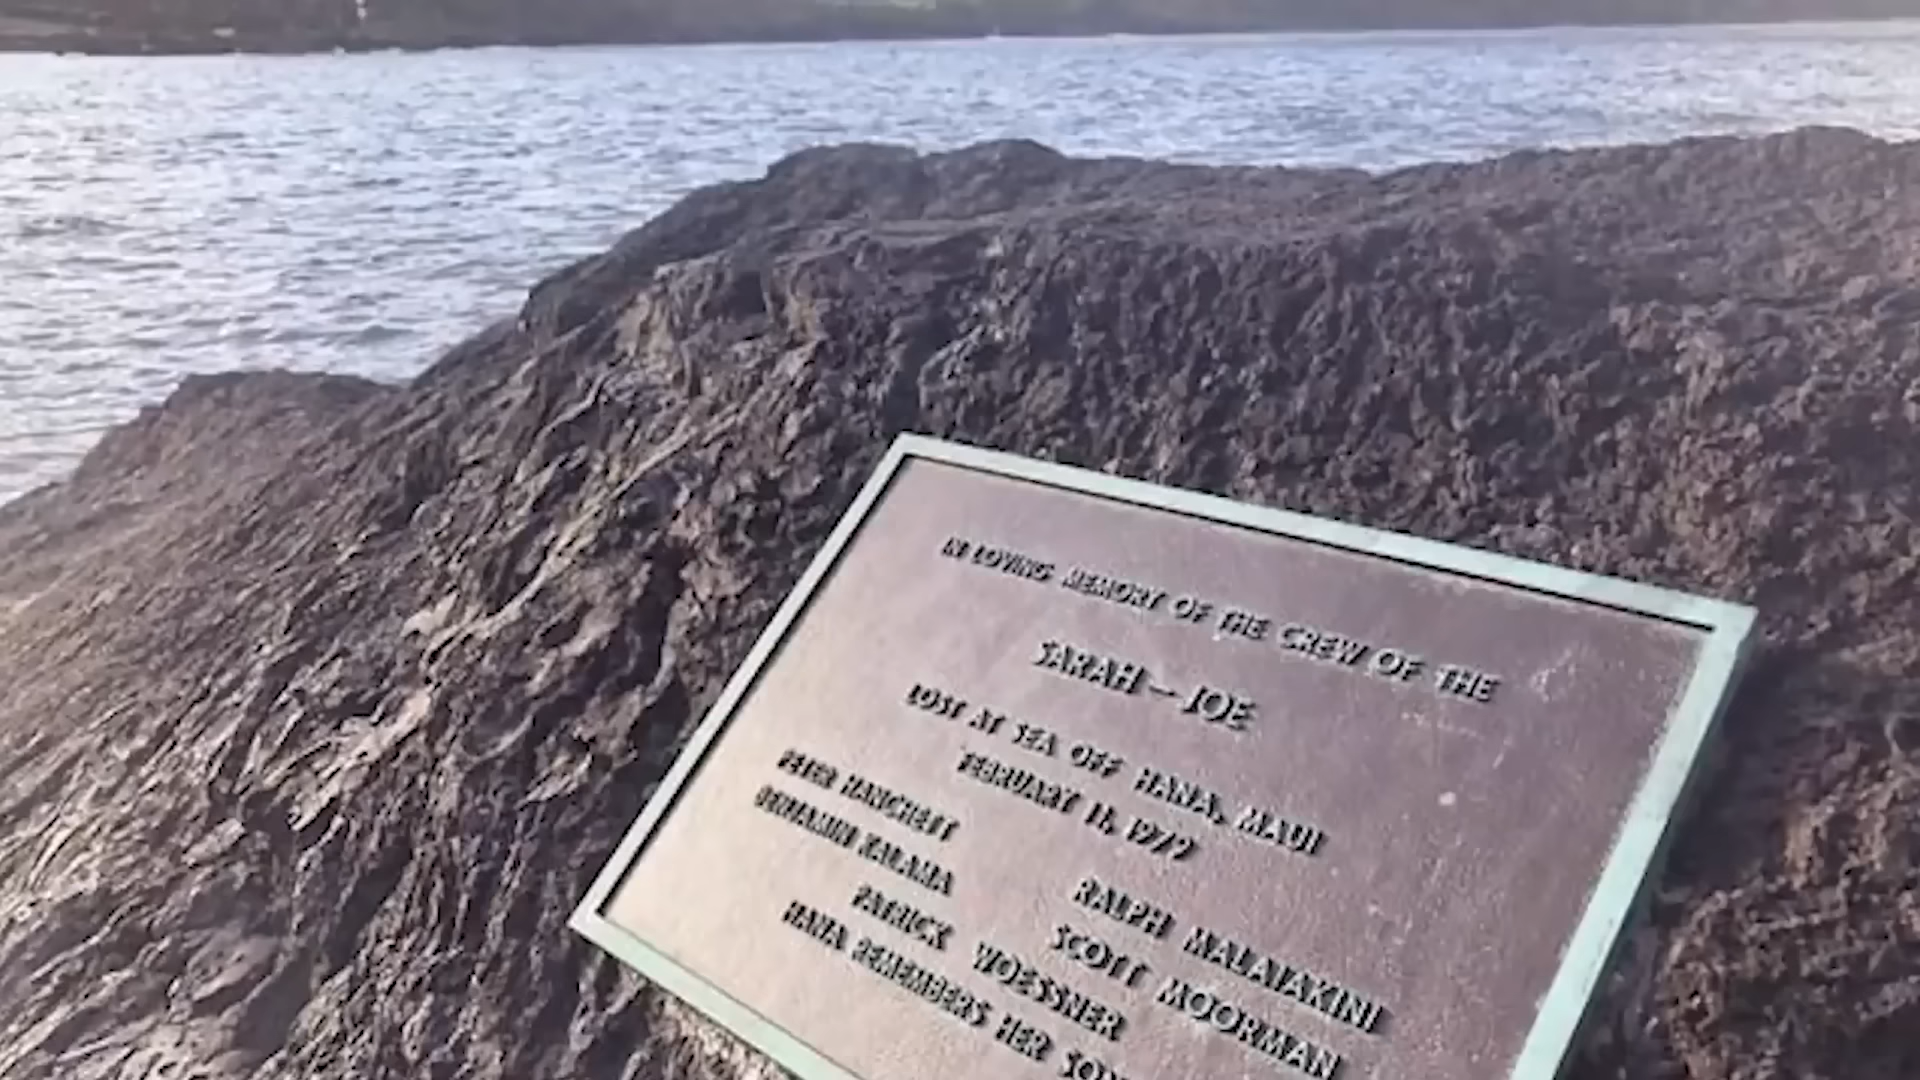 IN LOVING MEMORY OF THE CREW OF THE
SARAH — JOE
LOST AT SEA OFF HANA, MAUI
FEBRUARY 11, 1979
PETER HANCHETT
RALPH MALAIAKINI
BENJAMIN KALAMA
SCOTT MOORMAN
PATRICK WOESSNER
HANA REMEMBERS HER